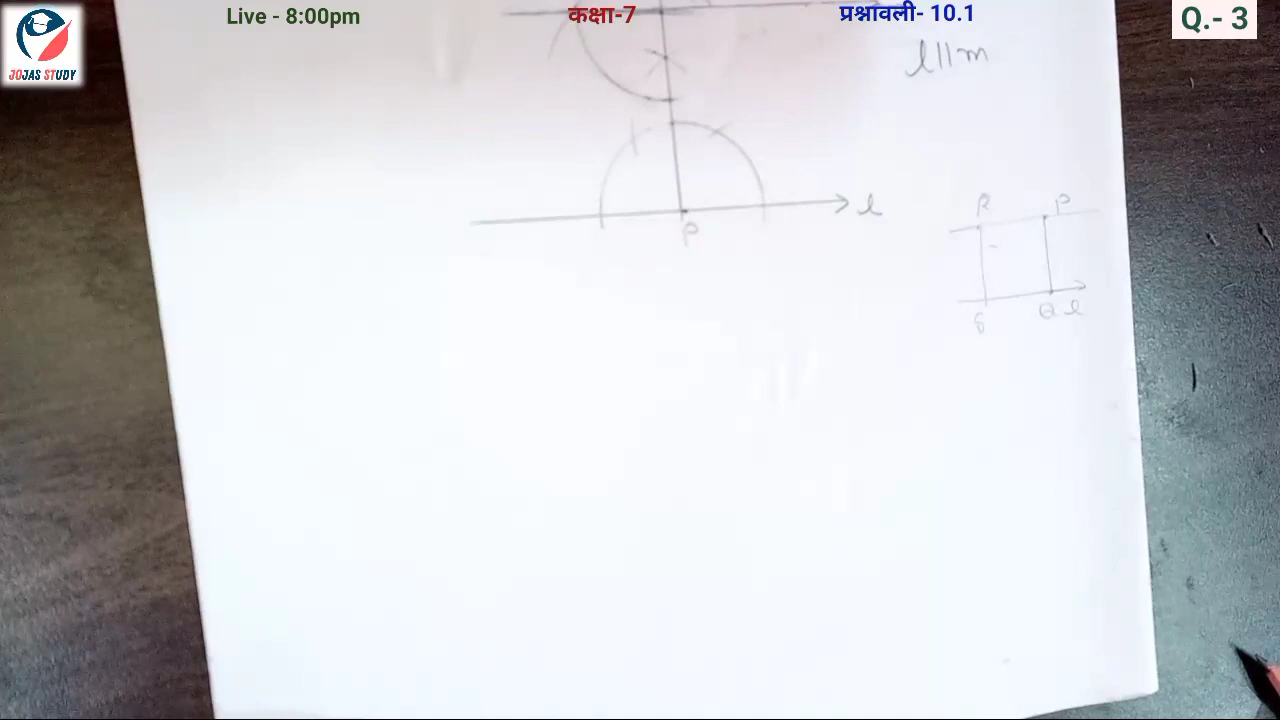 Live - 8:00pm
कक्षा-7
प्रश्नावली- 10.1
Q.- 3
JOJAS STUDY
l||m
l
P
R P
S Q l